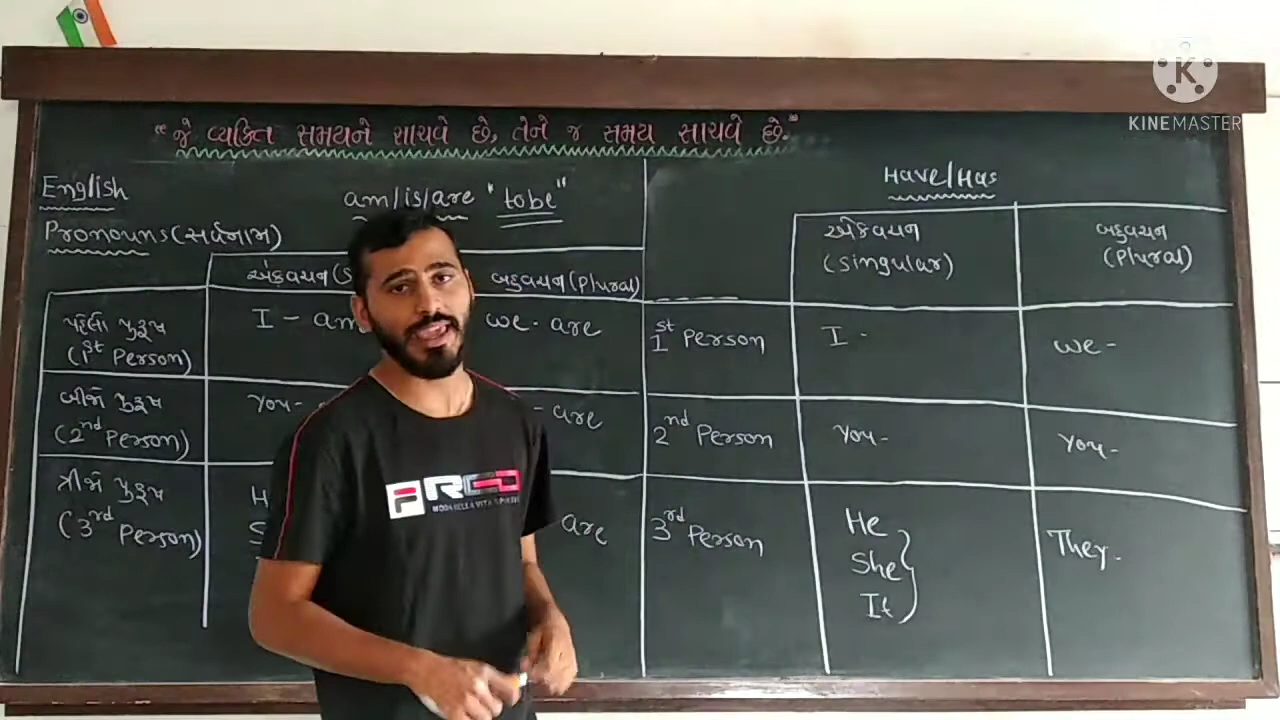 "જે વ્યક્તિ સમયને સાચવે છે, તેને જ સમય સાચવે છે."
English
am/is/are "tobe"
Pronouns (સર્વનામ)
એકવચન (S
બહુવચન (Plural)
પહેલો પુરૂષ
(1st Person)
I - am
we - are
બીજો પુરૂષ
(2nd Person)
You -
- are
ત્રીજો પુરૂષ
(3rd Person)
H
S
are
Have/Has
એકવચન
(Singular)
બહુવચન
(Plural)
1st Person
I -
we -
2nd Person
You -
You -
3rd Person
He
She
It
They -
KINEMASTER
K
F